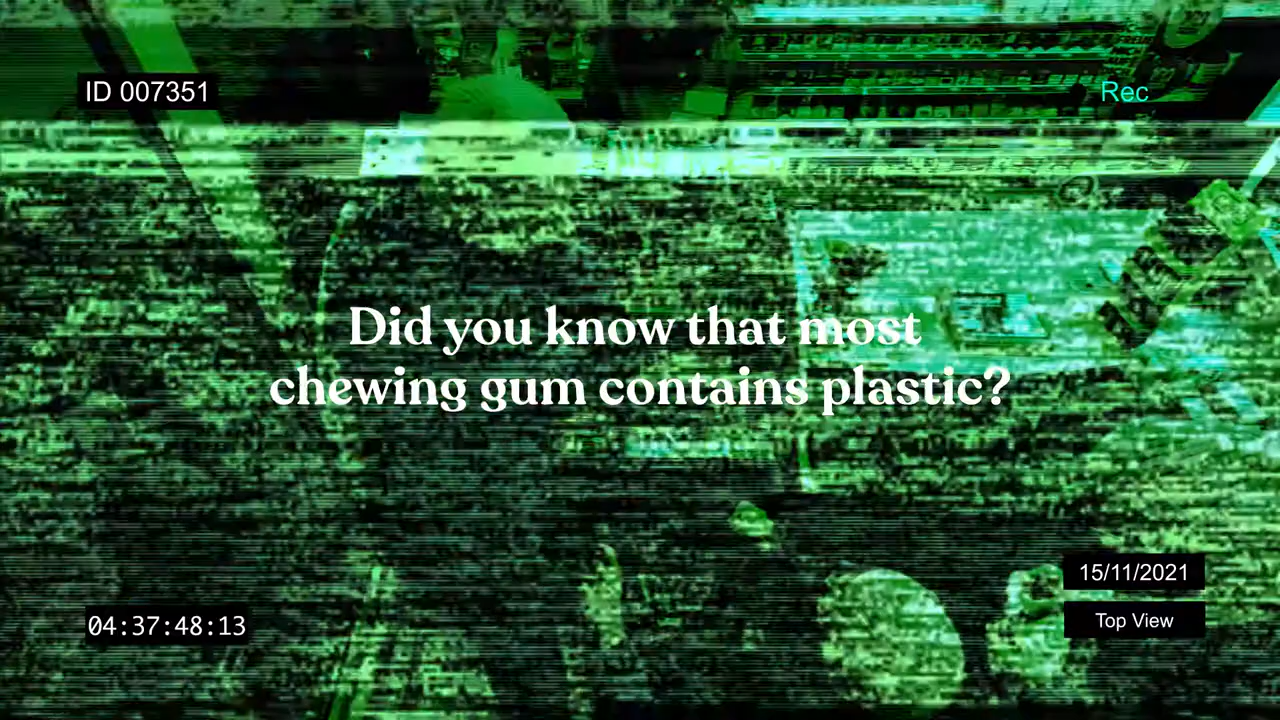 ID 007351
Rec
Did you know that most
chewing gum contains plastic?
15/11/2021
04:37:48:13
Top View